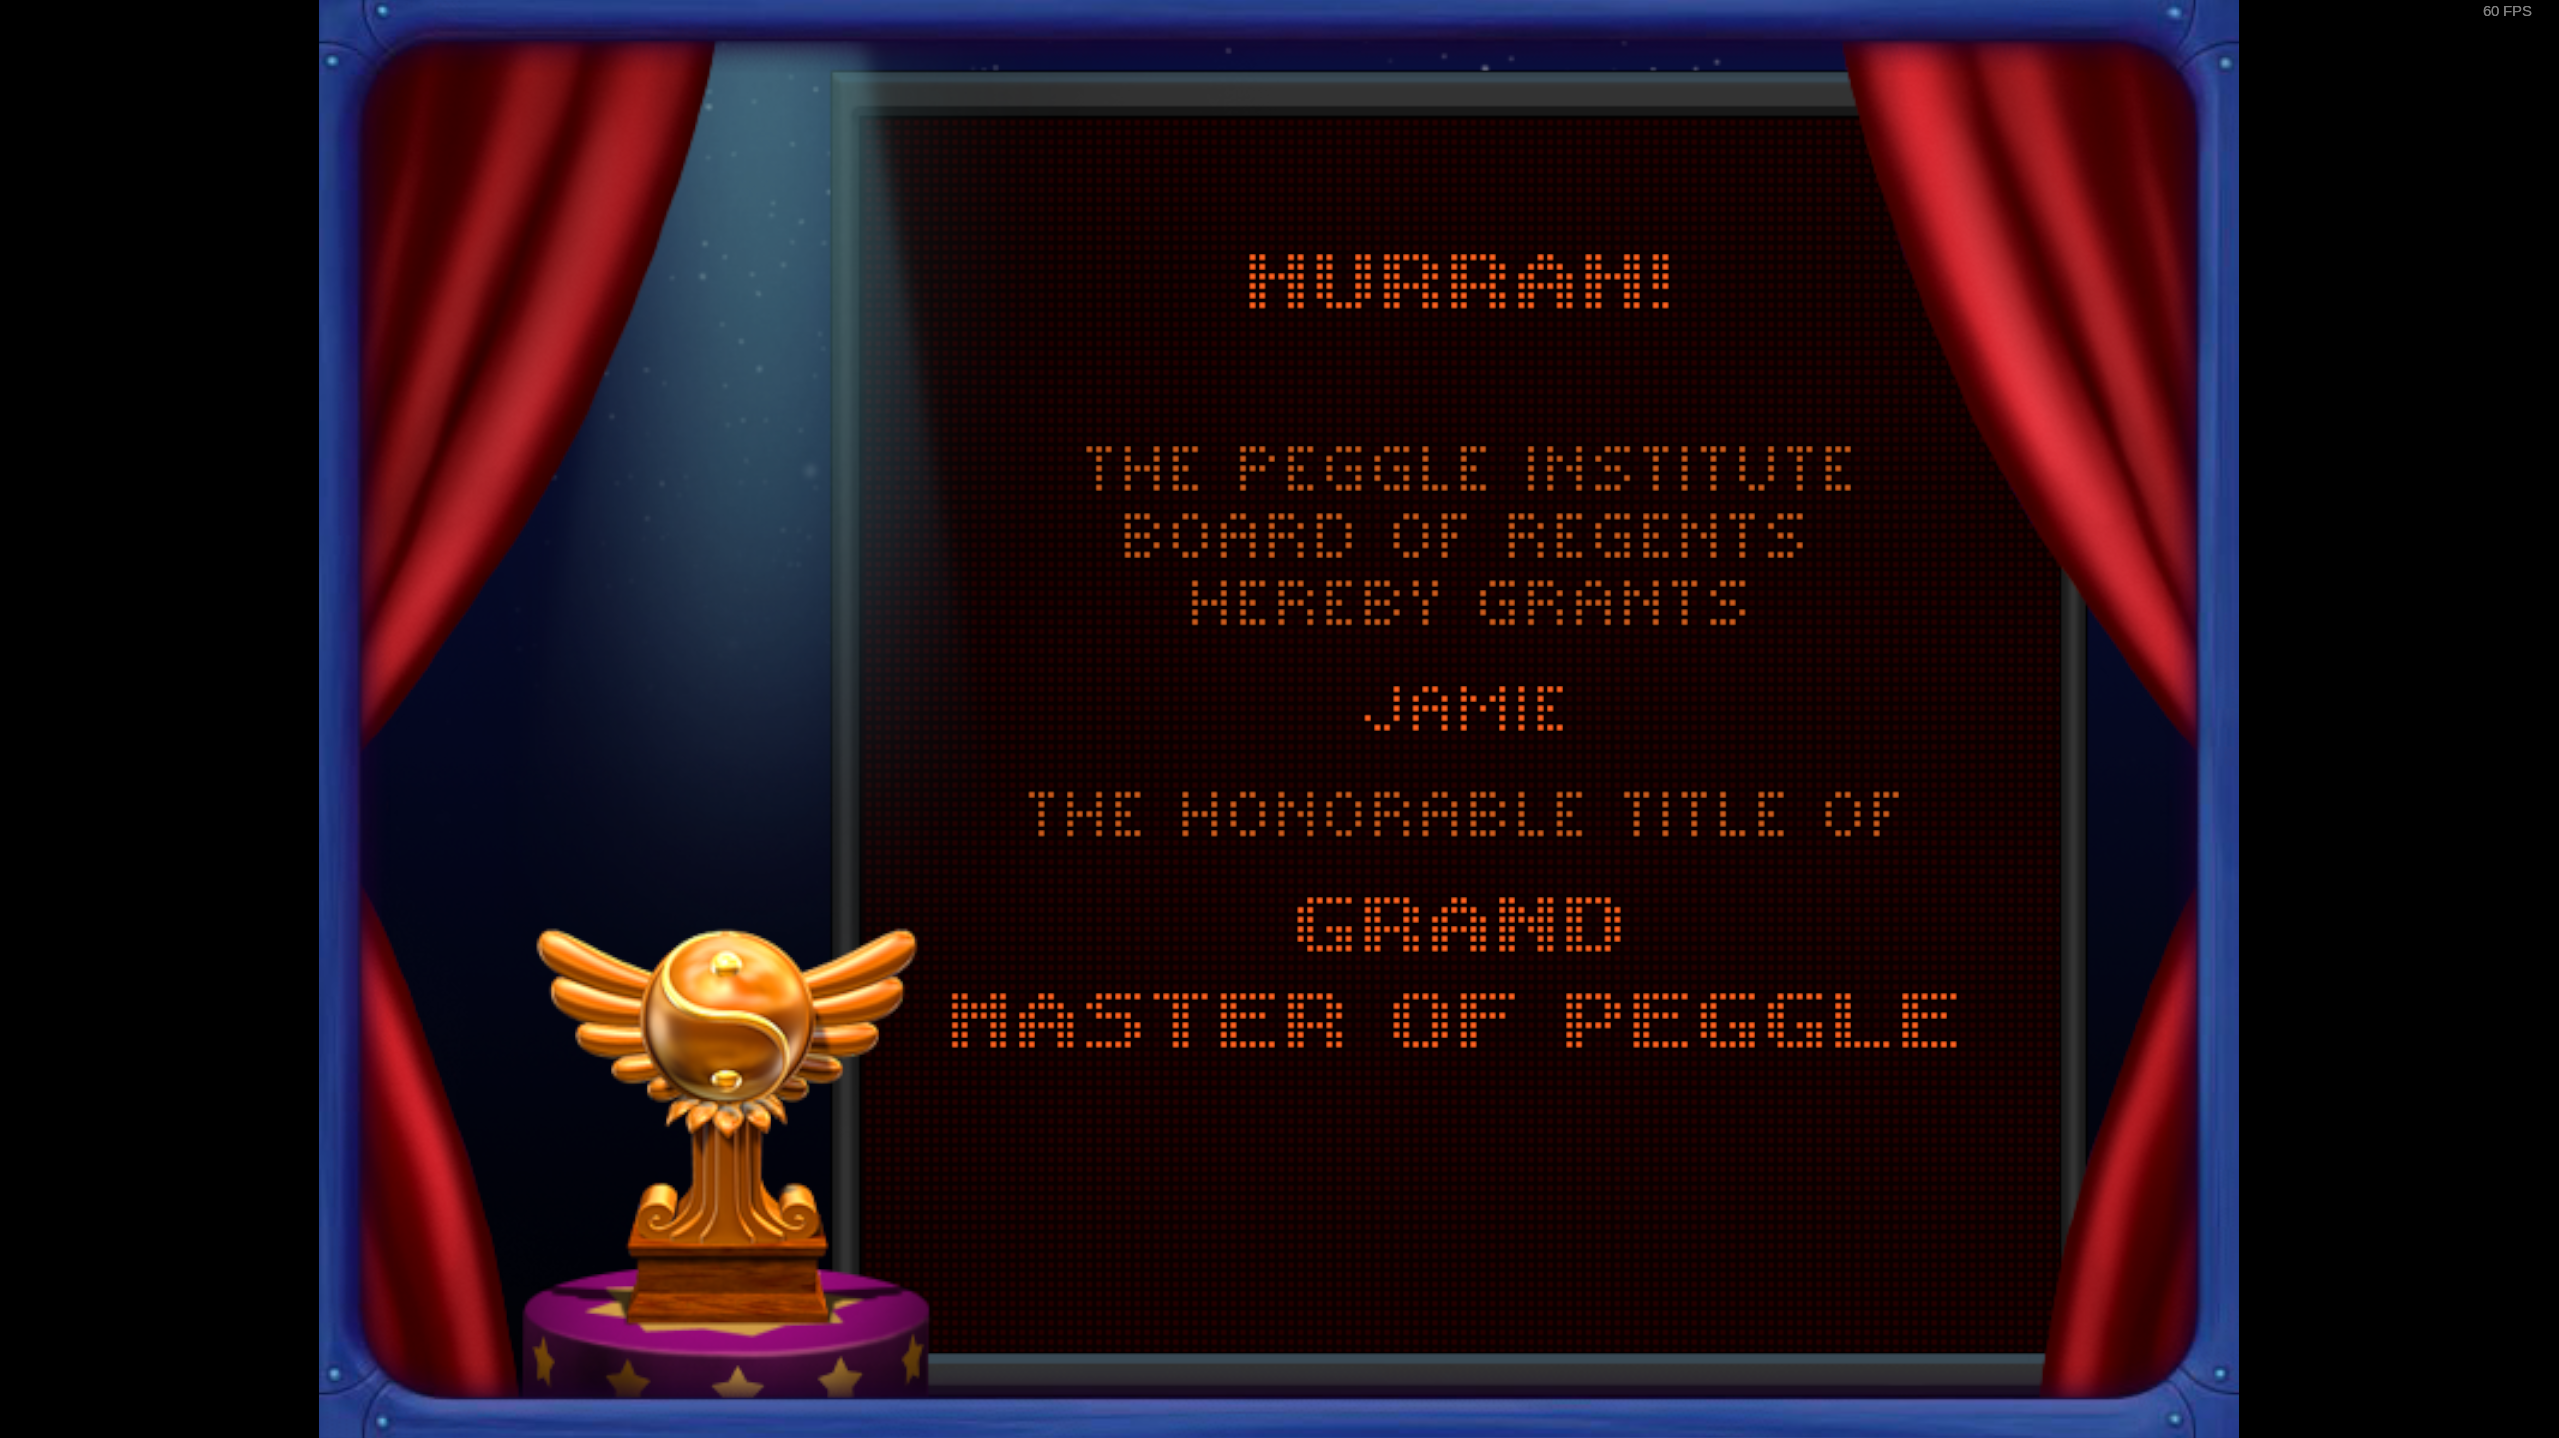 60 FPS
HURRAH!
THE PEGGLE INSTITUTE
BOARD OF REGENTS
HEREBY GRANTS
JAMIE
THE HONORABLE TITLE OF
GRAND
MASTER OF PEGGLE